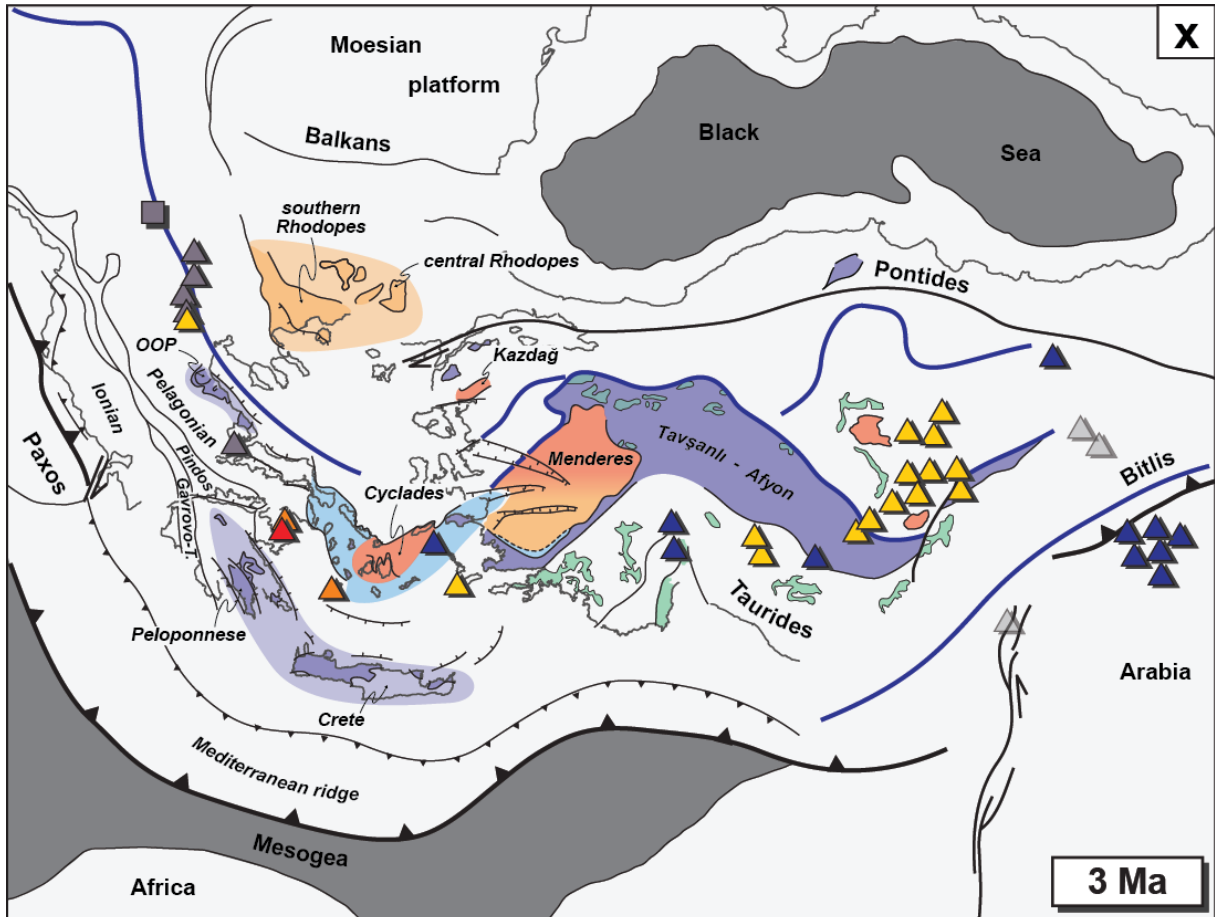 x
Moesian
platform
Balkans
Black
Sea
southern
Rhodopes
central Rhodopes
Pontides
OOP
Kazdağ
Pelagonian
Ionian
Paxos
Pindos
Gavrovo-T.
Tavşanlı - Afyon
Menderes
Cyclades
Bitlis
Taurides
Peloponnese
Crete
Arabia
Mediterranean ridge
Mesogea
Africa
3 Ma